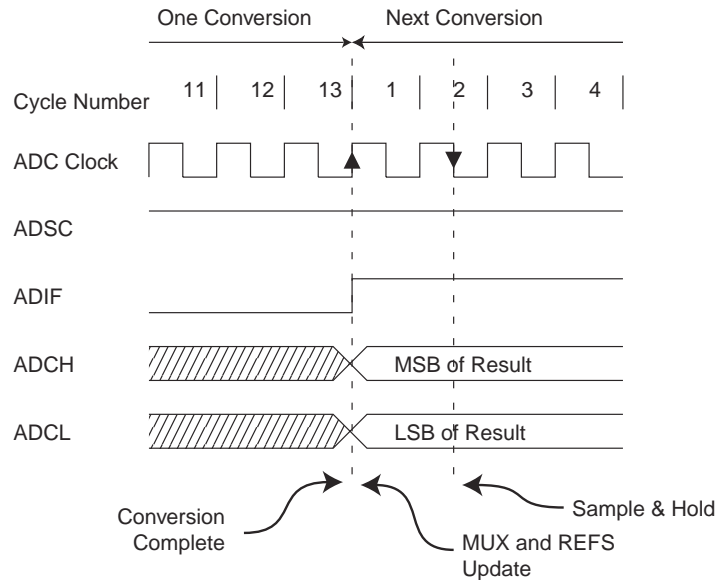 One Conversion Next Conversion
Cycle Number 11 12 13 1 2 3 4
ADC Clock
ADSC
ADIF
ADCH MSB of Result
ADCL LSB of Result
Conversion
Complete
MUX and REFS
Update
Sample & Hold